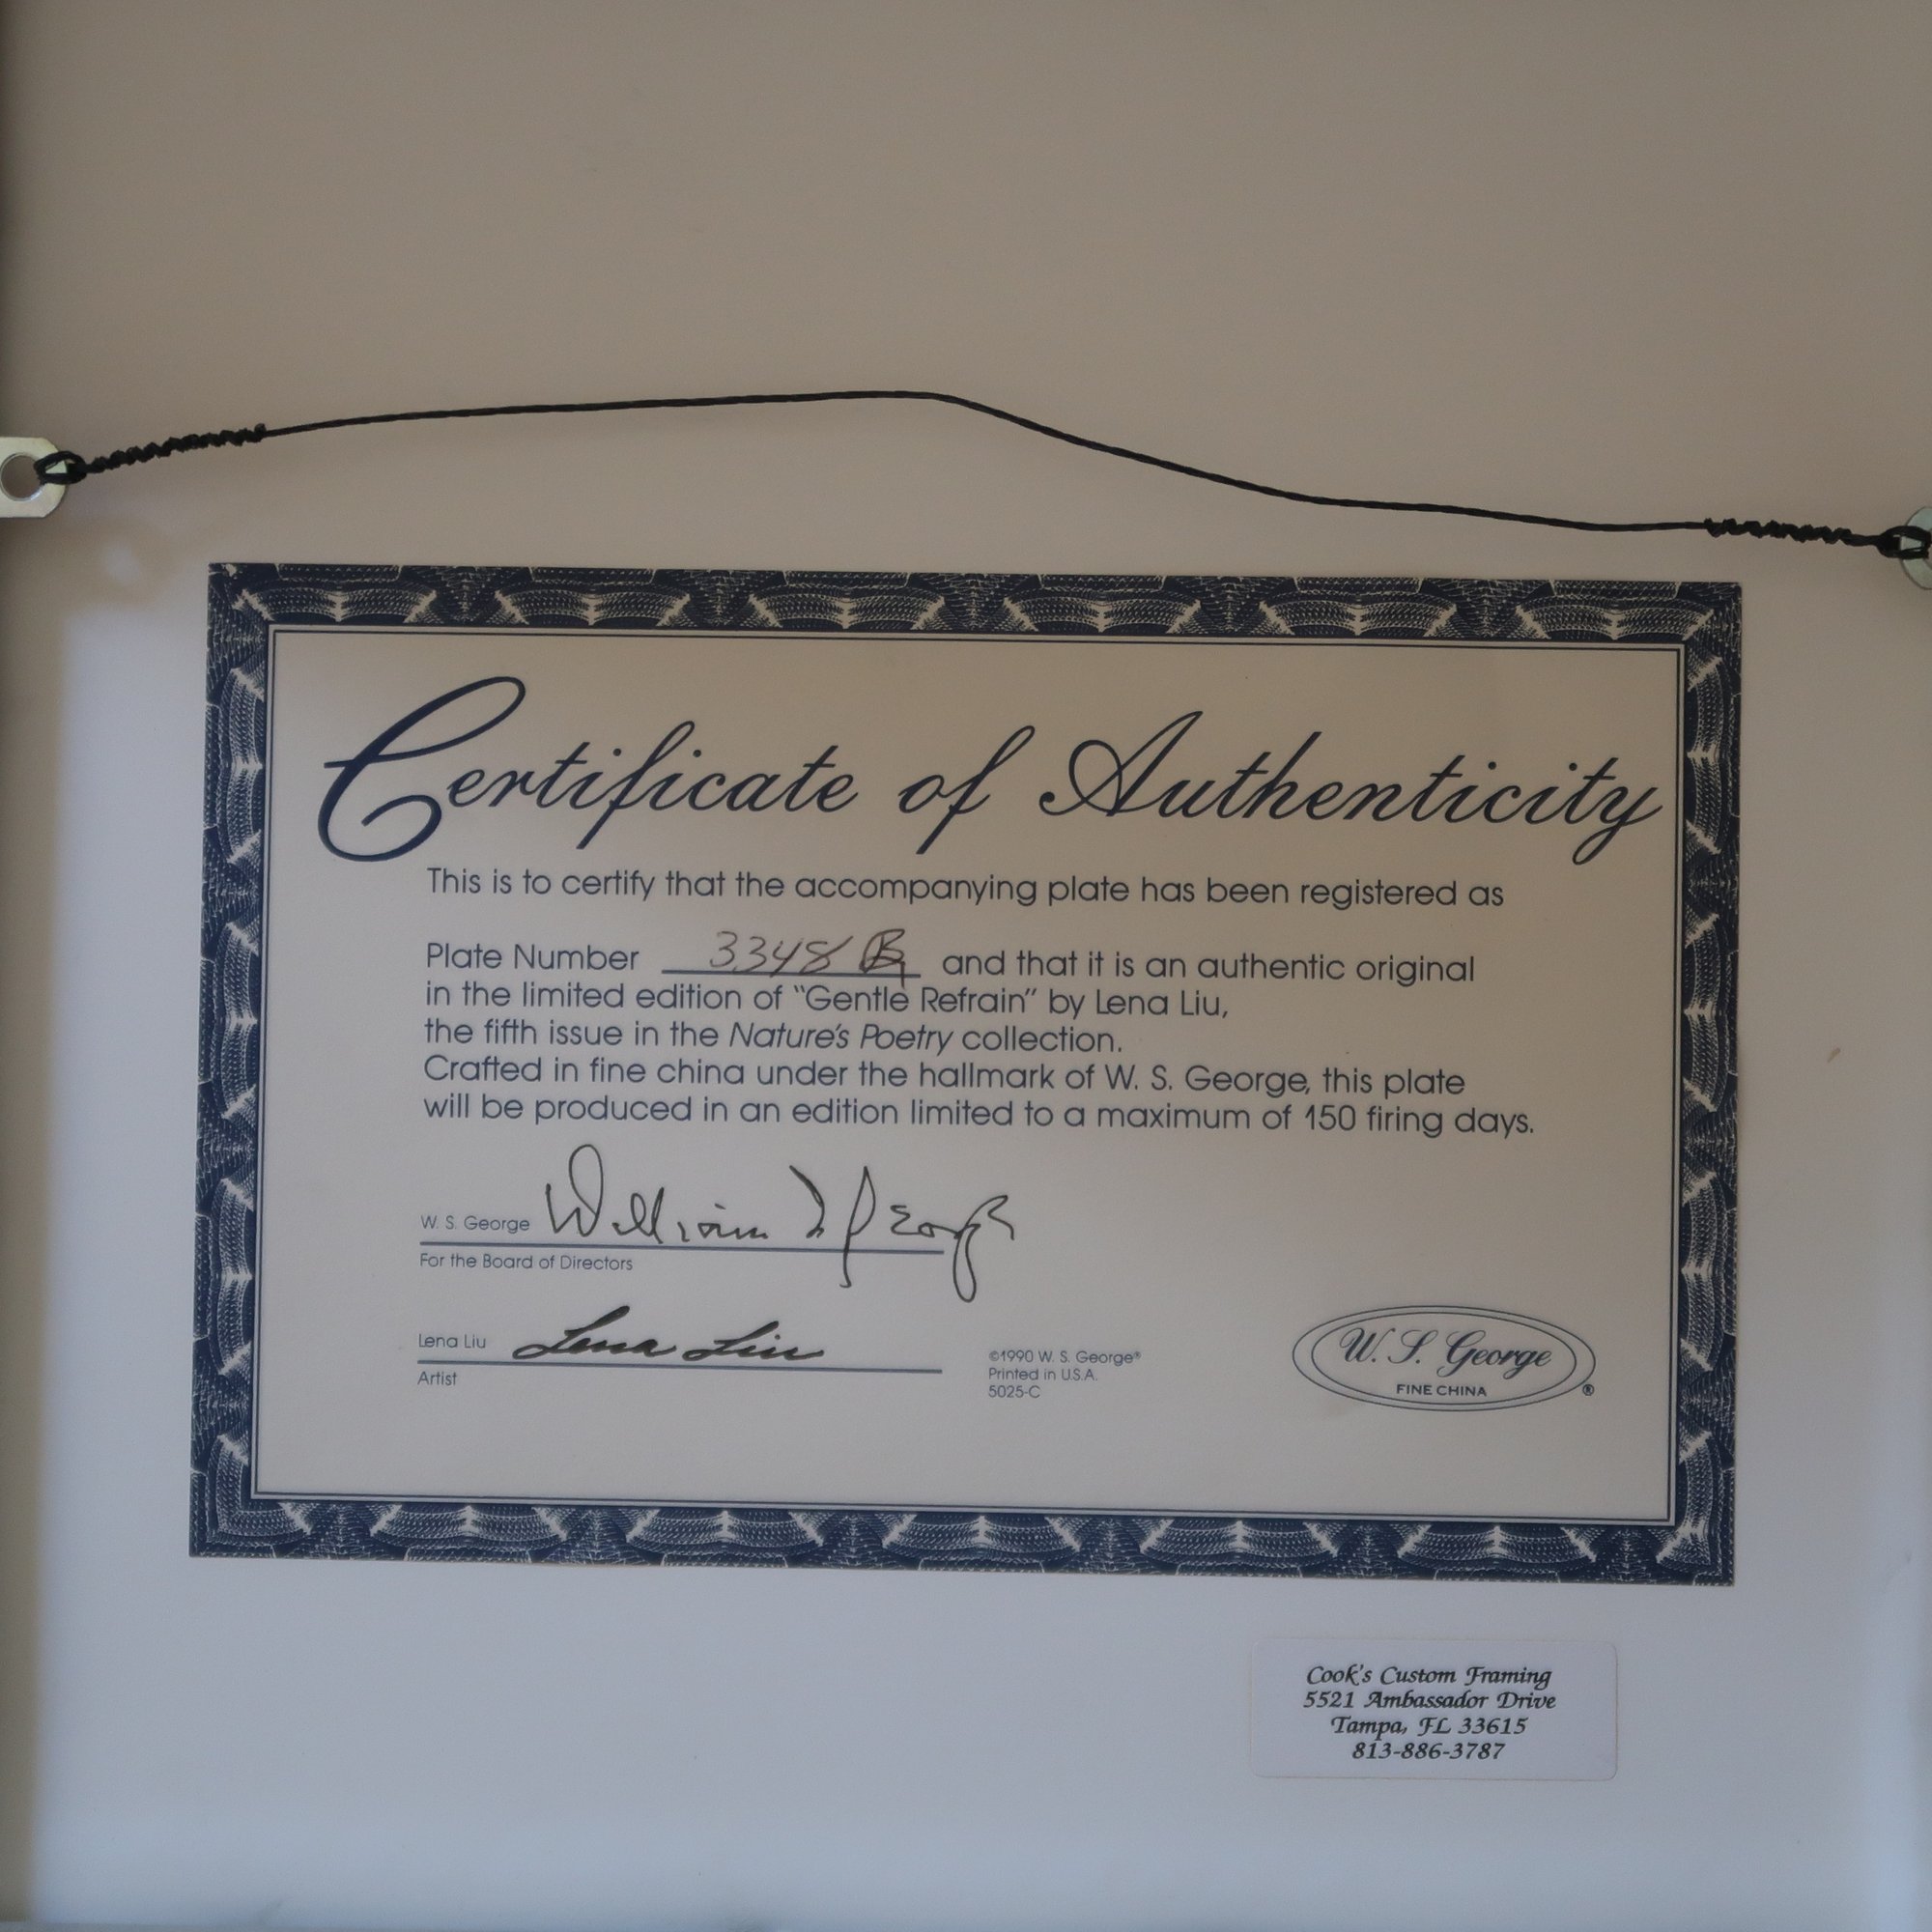 Certificate of Authenticity
This is to certify that the accompanying plate has been registered as
Plate Number 3348 B and that it is an authentic original
in the limited edition of "Gentle Refrain" by Lena Liu,
the fifth issue in the Nature's Poetry collection.
Crafted in fine china under the hallmark of W. S. George, this plate
will be produced in an edition limited to a maximum of 150 firing days.
W. S. George William S George
For the Board of Directors
Lena Liu Lena Liu
Artist
©1990 W. S. George®
Printed in U.S.A.
5025-C
W. S. George
FINE CHINA ®
Cook's Custom Framing
5521 Ambassador Drive
Tampa, FL 33615
813-886-3787